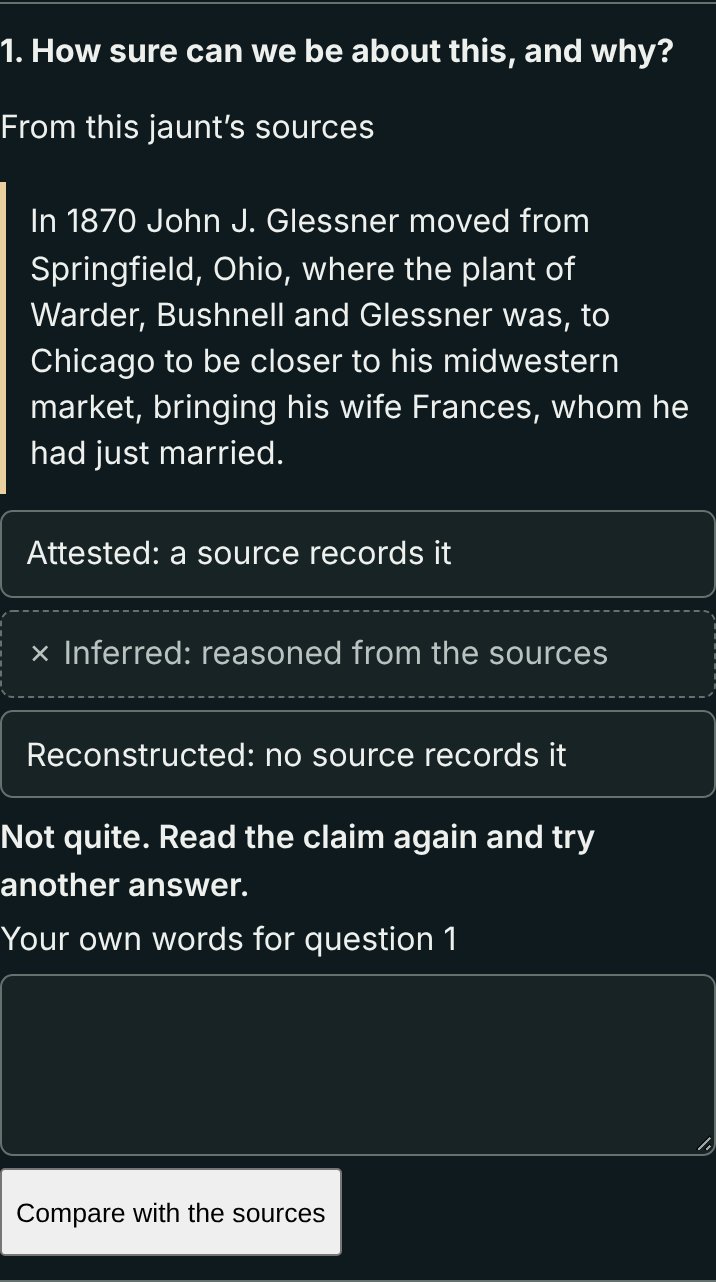 1. How sure can we be about this, and why?
From this jaunt’s sources
In 1870 John J. Glessner moved from
Springfield, Ohio, where the plant of
Warder, Bushnell and Glessner was, to
Chicago to be closer to his midwestern
market, bringing his wife Frances, whom he
had just married.
Attested: a source records it
× Inferred: reasoned from the sources
Reconstructed: no source records it
Not quite. Read the claim again and try
another answer.
Your own words for question 1
Compare with the sources